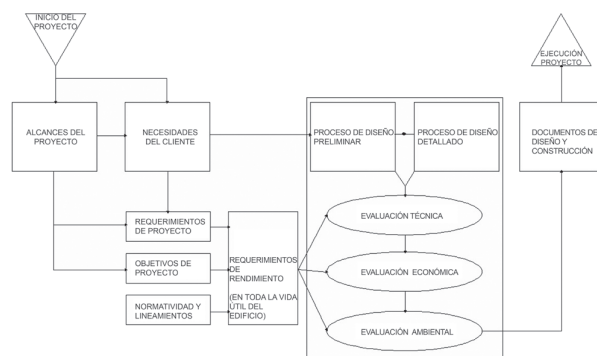 INICIO DEL
PROYECTO
EJECUCIÓN
PROYECTO
ALCANCES DEL
PROYECTO
NECESIDADES
DEL CLIENTE
PROCESO DE DISEÑO
PRELIMINAR
PROCESO DE DISEÑO
DETALLADO
DOCUMENTOS DE
DISEÑO Y
CONSTRUCCIÓN
REQUERIMIENTOS
DE PROYECTO
OBJETIVOS DE
PROYECTO
NORMATIVIDAD Y
LINEAMIENTOS
REQUERIMIENTOS
DE
RENDIMIENTO
(EN TODA LA VIDA
ÚTIL DEL
EDIFICIO)
EVALUACIÓN TÉCNICA
EVALUACIÓN ECONÓMICA
EVALUACIÓN AMBIENTAL